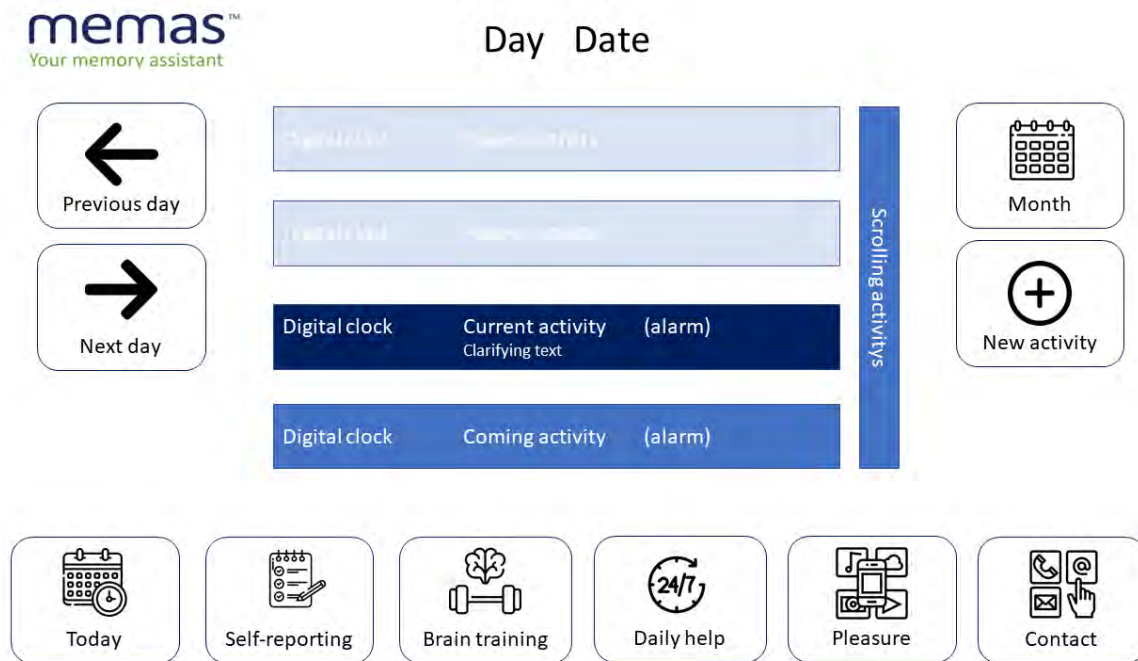 memas™
Your memory assistant
Day Date
Previous day
Next day
Digital clock Current activity (alarm)
Clarifying text
Digital clock Coming activity (alarm)
Scrolling activitys
Month
New activity
Today
Self-reporting
Brain training
24/7
Daily help
Pleasure
@
Contact